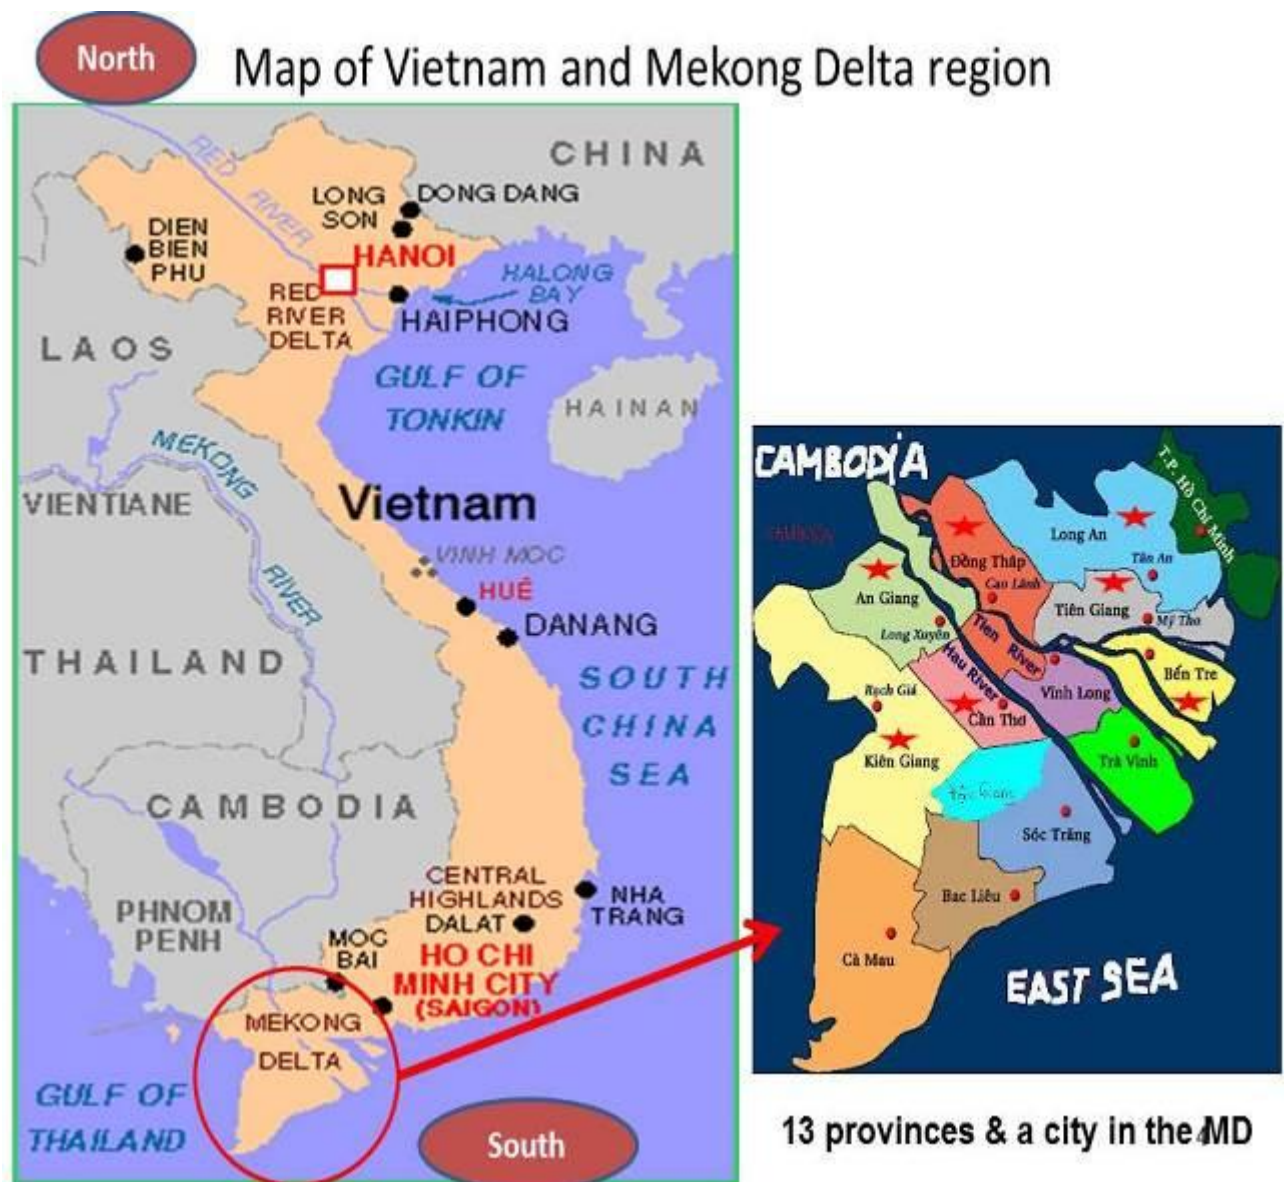 North
Map of Vietnam and Mekong Delta region
CHINA
RED RIVER
LONG
SON
DONG DANG
DIEN
BIEN
PHU
HANOI
HALONG
BAY
RED
RIVER
DELTA
HAIPHONG
LAOS
GULF OF
TONKIN
HAINAN
MEKONG
RIVER
VIENTIANE
Vietnam
VINH MOC
HUÊ
DANANG
THAILAND
SOUTH
CHINA
SEA
CAMBODIA
CENTRAL
HIGHLANDS
NHA
TRANG
DALAT
PHNOM
PENH
MOC
BAI
HO CHI
MINH CITY
(SAIGON)
MEKONG
DELTA
GULF OF
THAILAND
South
CAMBODIA
T.P. Hồ Chí Minh
Long An
Tân An
Đồng Tháp
Cao Lãnh
An Giang
Tiền Giang
Mỹ Tho
Long Xuyên
Tien
River
Hau River
Bến Tre
Vĩnh Long
Rạch Giá
Cần Thơ
Kiên Giang
Trà Vinh
Sóc Trăng
Bạc Liêu
Cà Mau
EAST SEA
13 provinces & a city in the MD
4